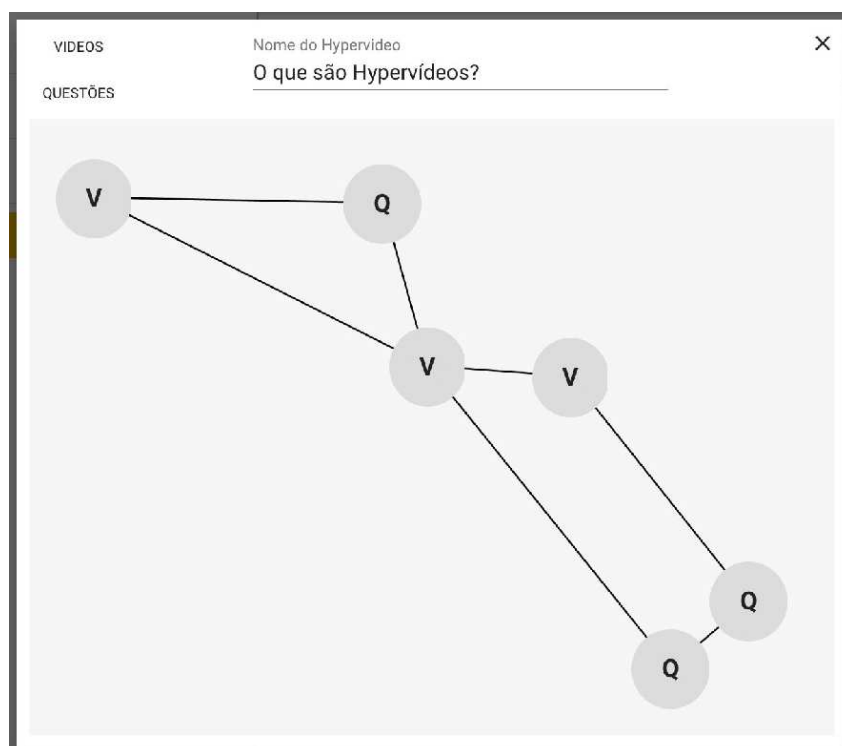 VIDEOS
Nome do Hypervideo
O que são Hypervídeos?
QUESTÕES
V
Q
V
V
Q
Q